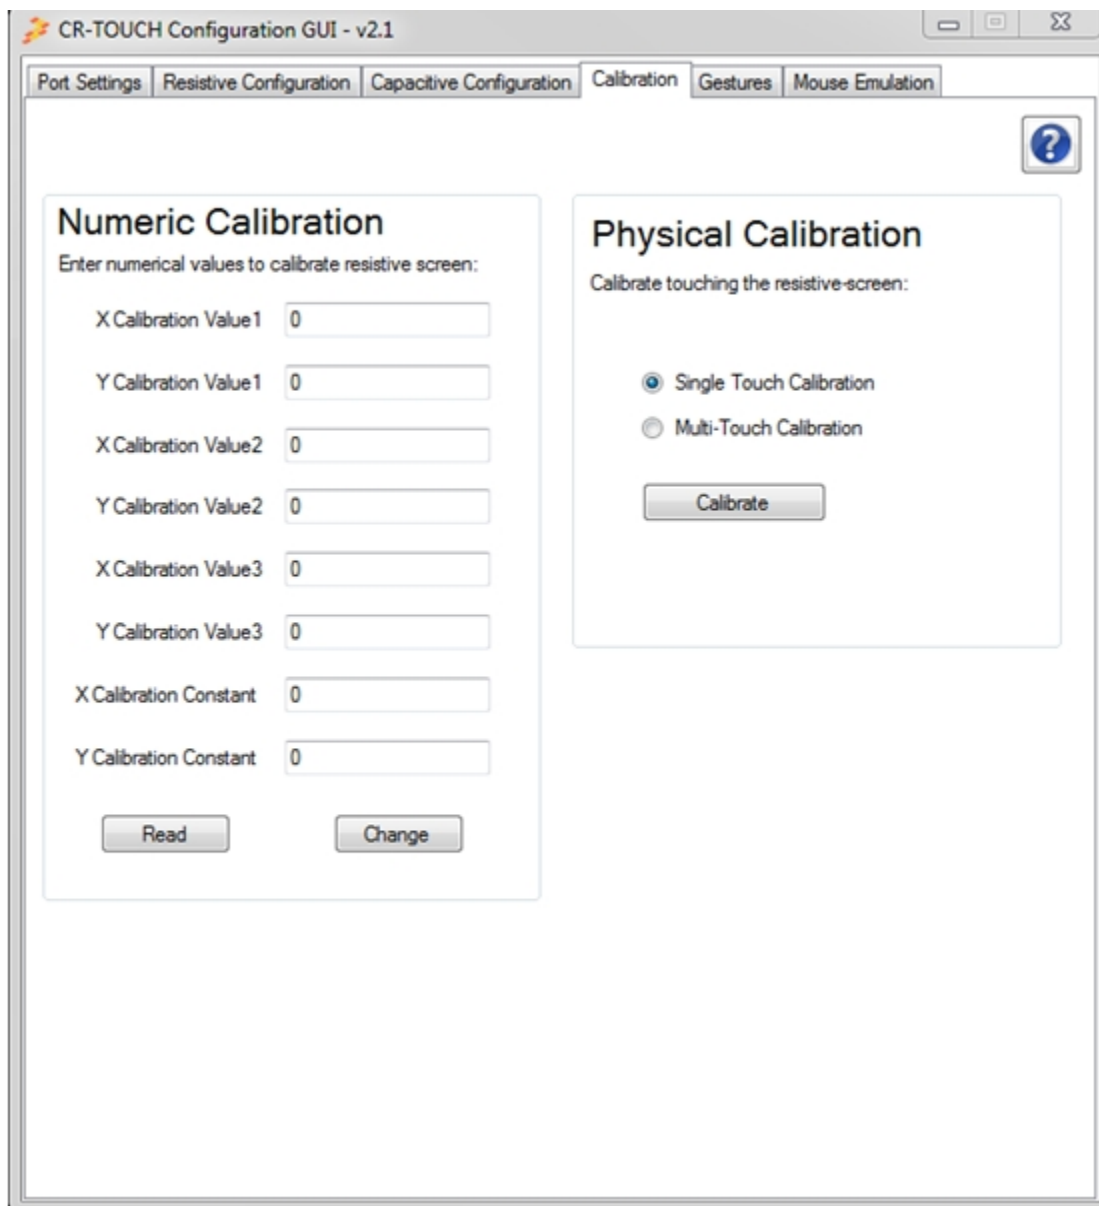 CR-TOUCH Configuration GUI - v2.1
Port Settings Resistive Configuration Capacitive Configuration Calibration Gestures Mouse Emulation
?
Numeric Calibration
Enter numerical values to calibrate resistive screen:
X Calibration Value1 0
Y Calibration Value1 0
X Calibration Value2 0
Y Calibration Value2 0
X Calibration Value3 0
Y Calibration Value3 0
X Calibration Constant 0
Y Calibration Constant 0
Read Change
Physical Calibration
Calibrate touching the resistive-screen:
Single Touch Calibration
Multi-Touch Calibration
Calibrate